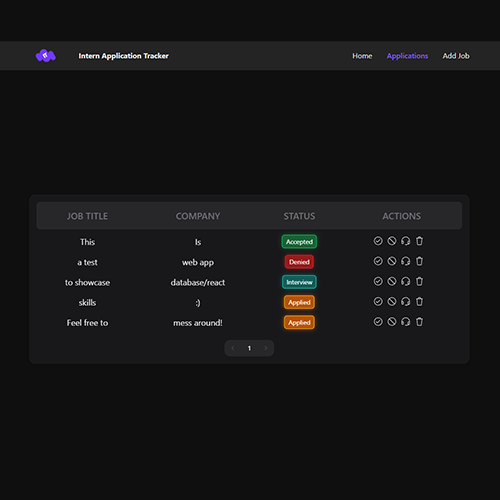 Intern Application Tracker Home Applications Add Job
JOB TITLE COMPANY STATUS ACTIONS
This Is Accepted
a test web app Denied
to showcase database/react Interview
skills :) Applied
Feel free to mess around! Applied
1